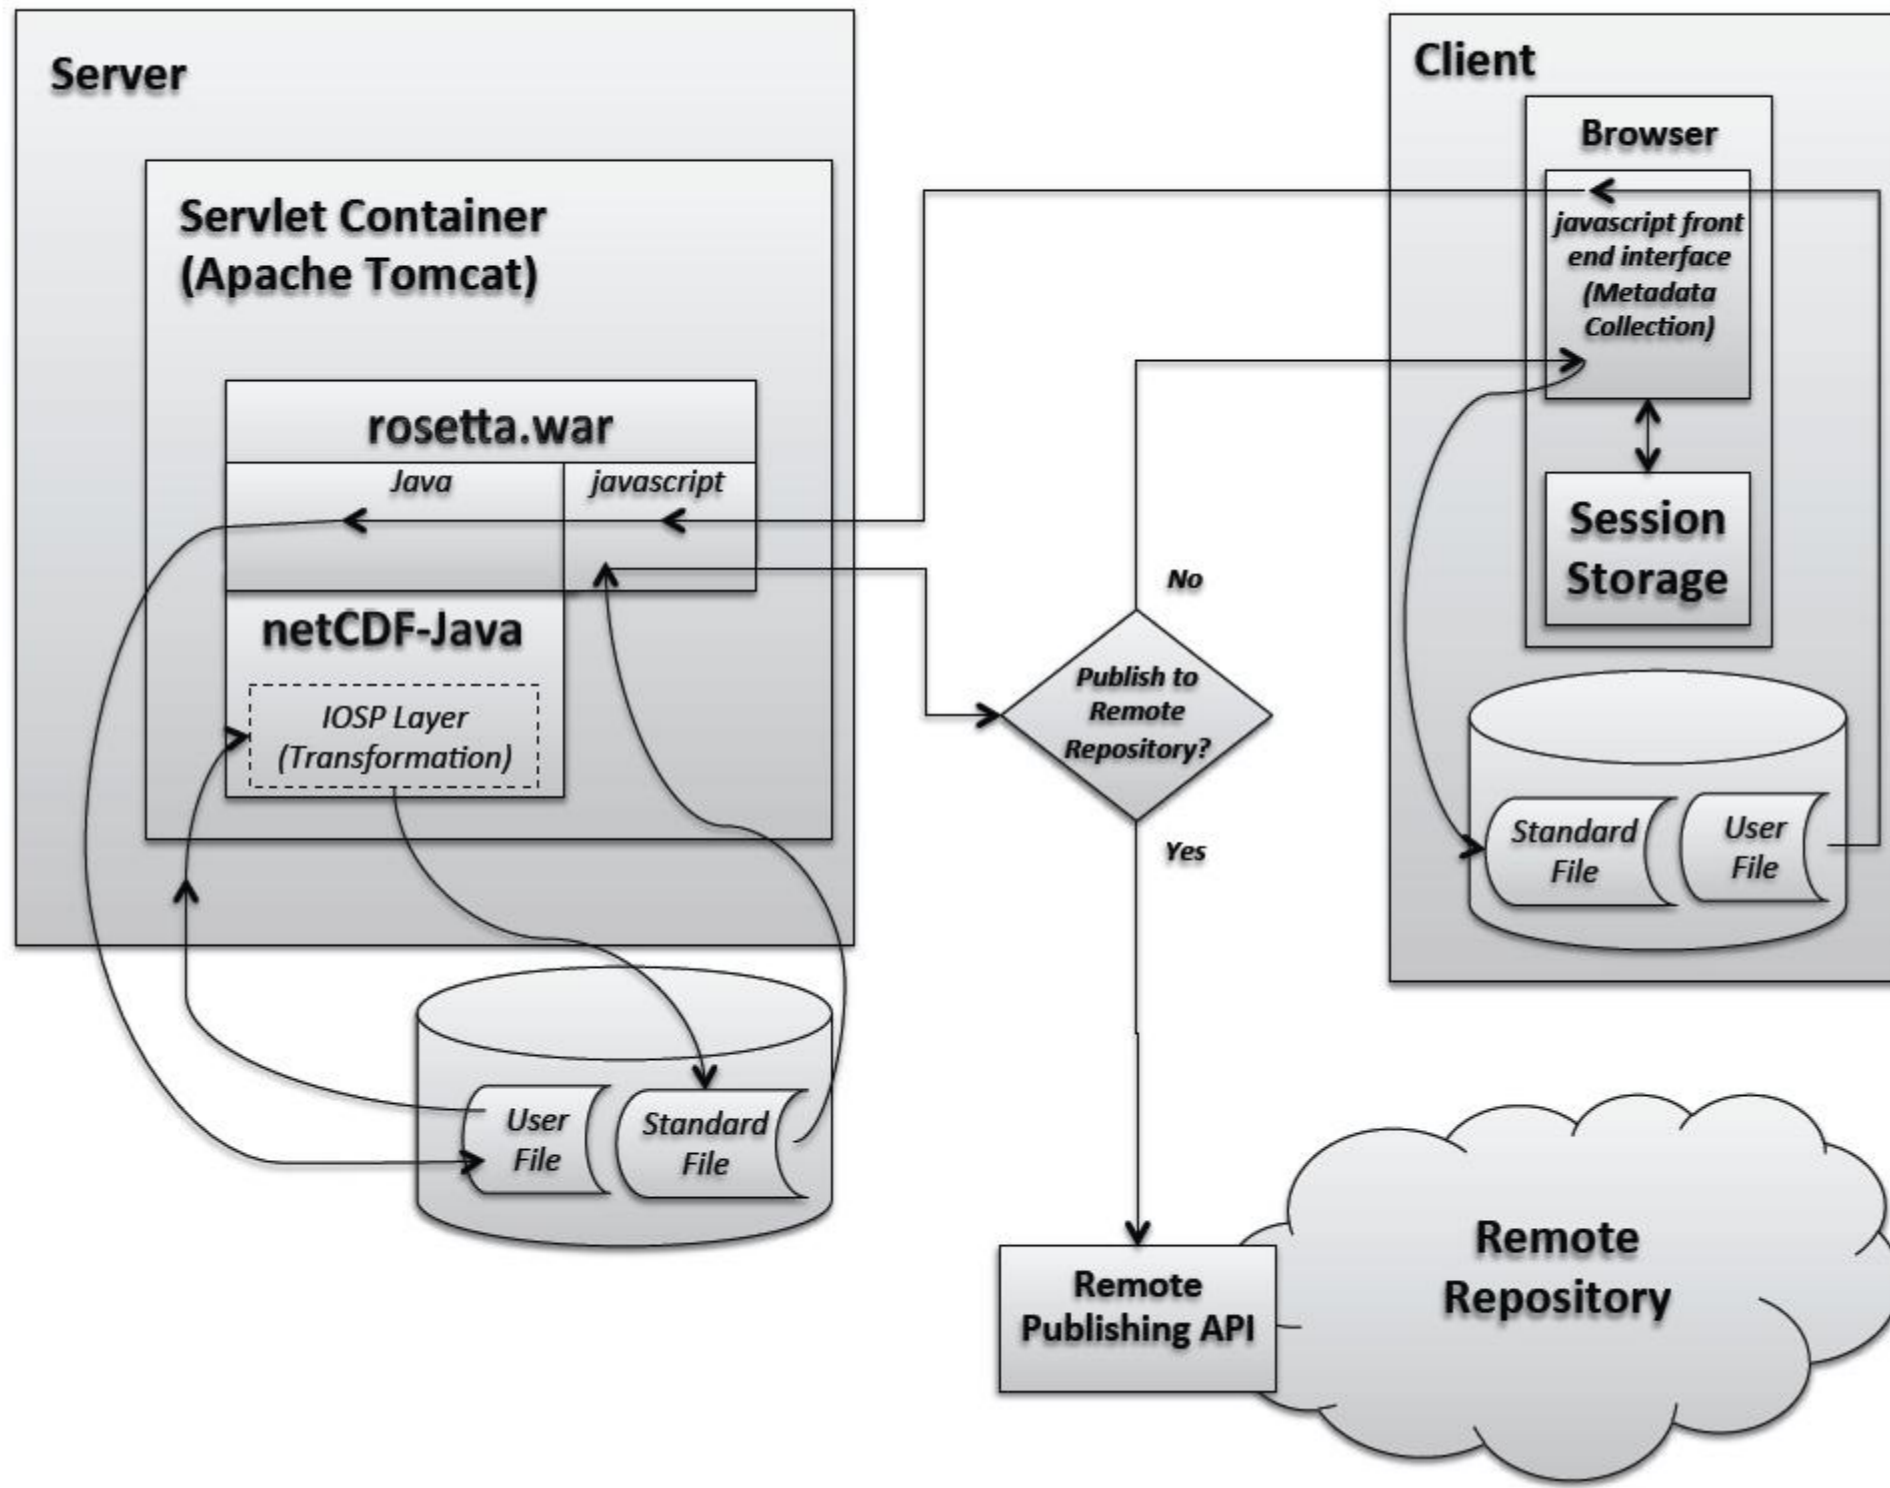 Server
Servlet Container
(Apache Tomcat)
rosetta.war
Java
javascript
netCDF-Java
IOSP Layer
(Transformation)
User
File
Standard
File
No
Publish to
Remote
Repository?
Yes
Client
Browser
javascript front
end interface
(Metadata
Collection)
Session
Storage
Standard
File
User
File
Remote
Publishing API
Remote
Repository